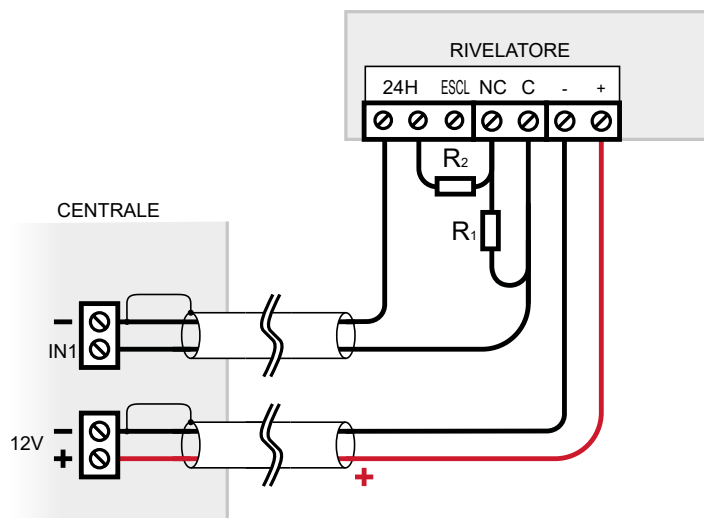 RIVELATORE
24H ESCL NC C - +
R2
R1
CENTRALE
-
IN1
12V
-
+
+